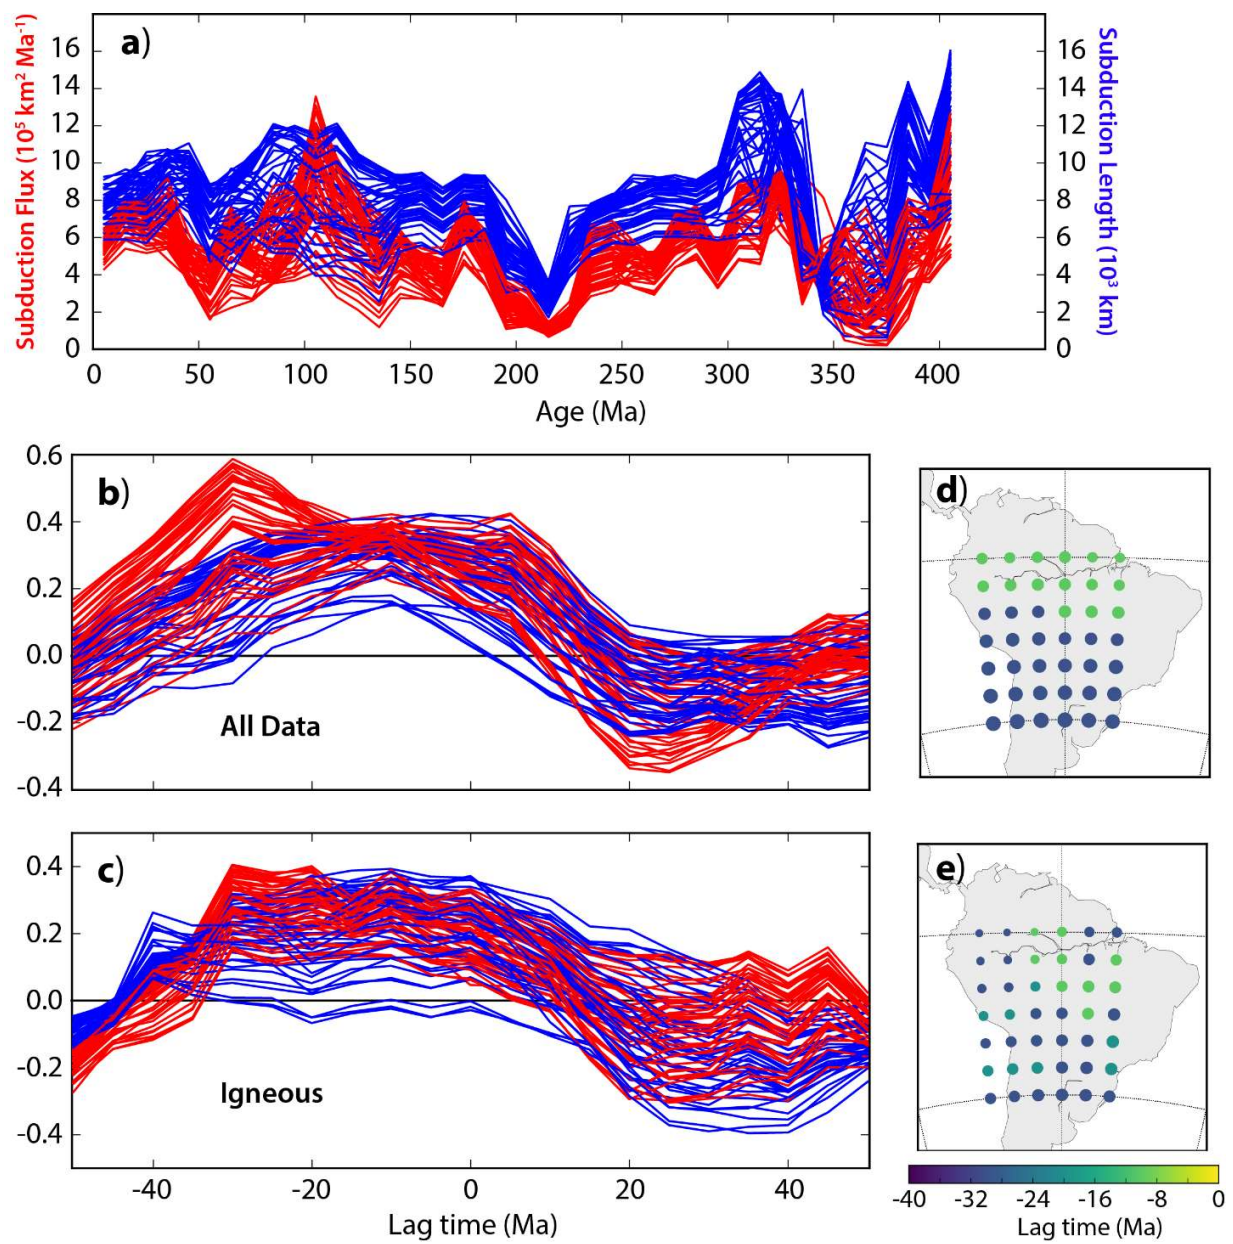 a)
Subduction Flux (10⁵ km² Ma⁻¹)
16
14
12
10
8
6
4
2
0
16
14
12
10
8
6
4
2
0
Subduction Length (10³ km)
0 50 100 150 200 250 300 350 400
Age (Ma)
b)
0.6
0.4
0.2
0.0
-0.2
-0.4
All Data
d)
c)
0.4
0.2
0.0
-0.2
-0.4
Igneous
-40 -20 0 20 40
Lag time (Ma)
e)
-40 -32 -24 -16 -8 0
Lag time (Ma)